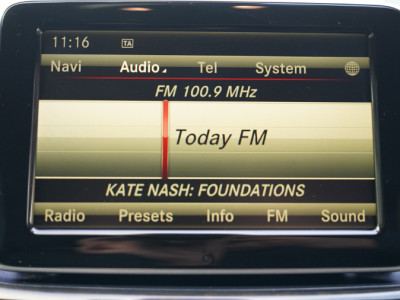 11:16 TA
Navi Audio Tel System
FM 100.9 MHz
Today FM
KATE NASH: FOUNDATIONS
Radio Presets Info FM Sound